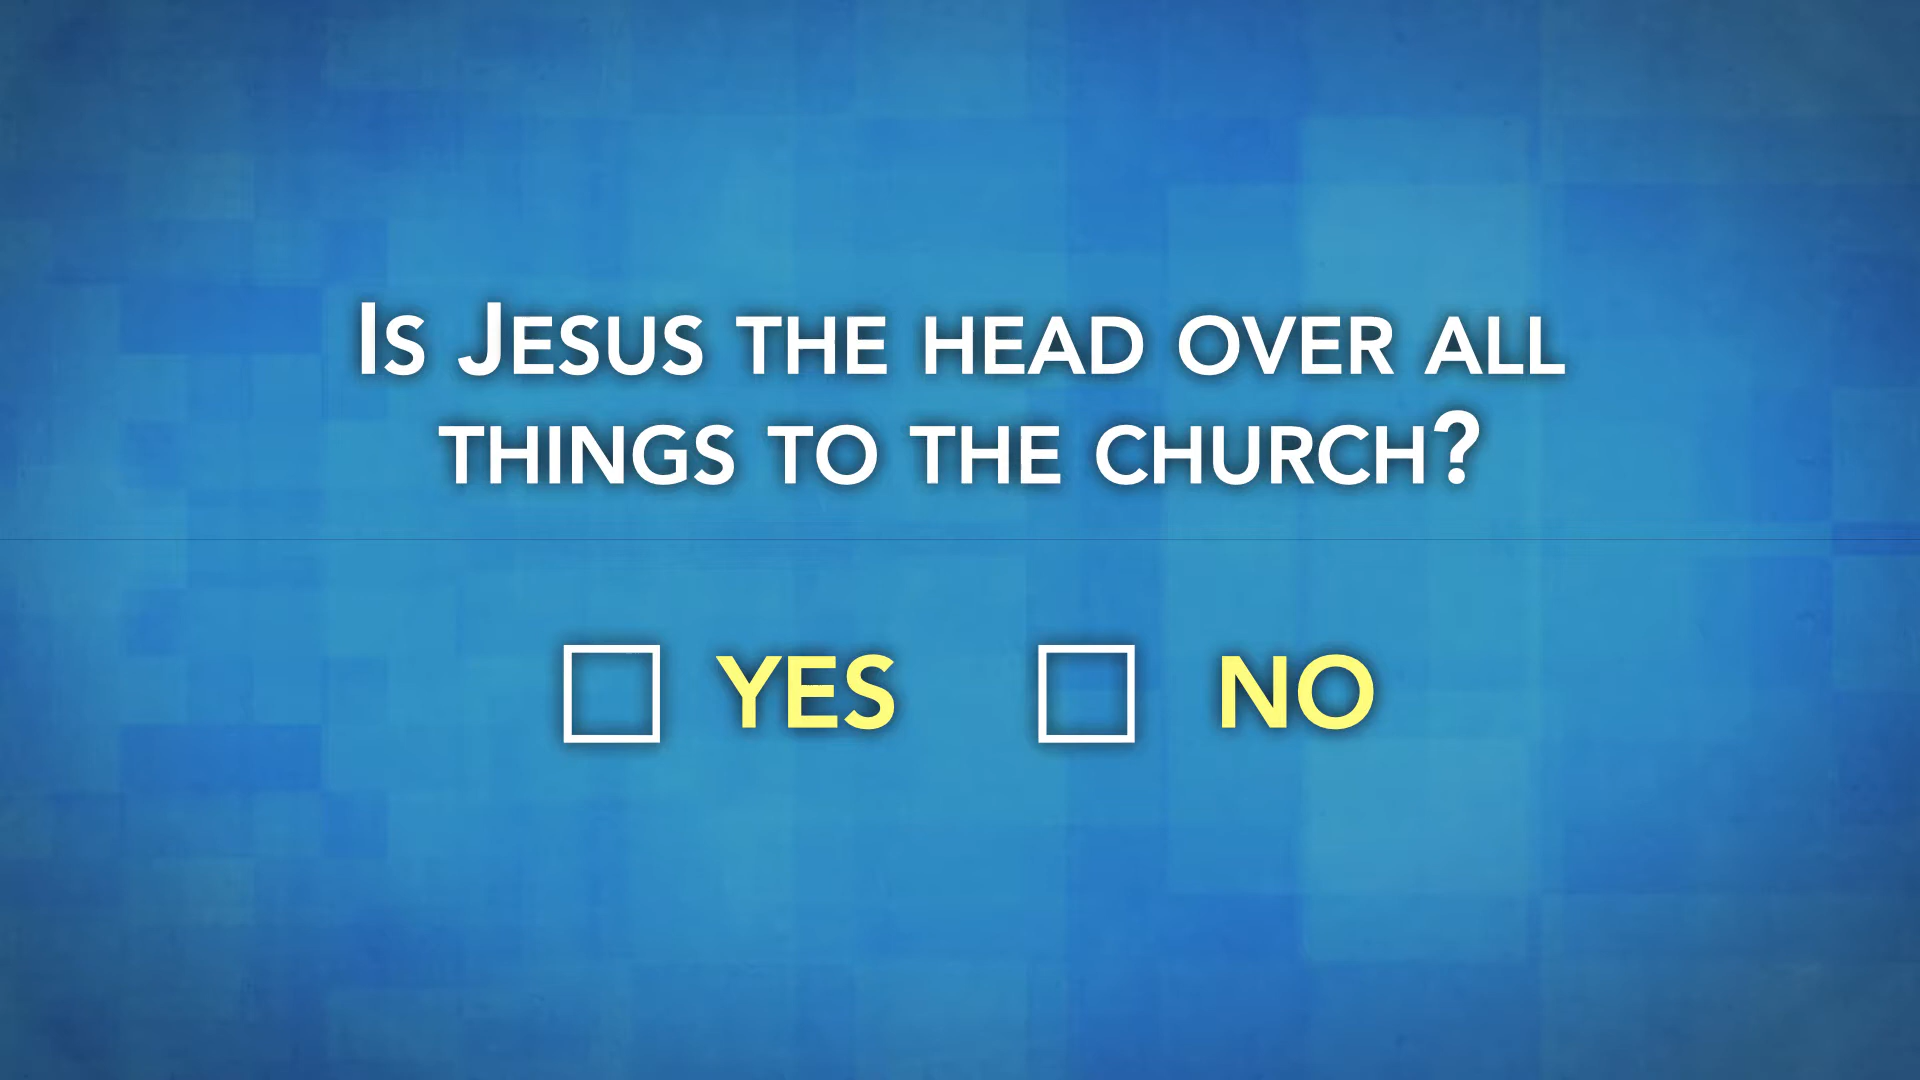 Is Jesus the head over all
things to the church?
YES NO